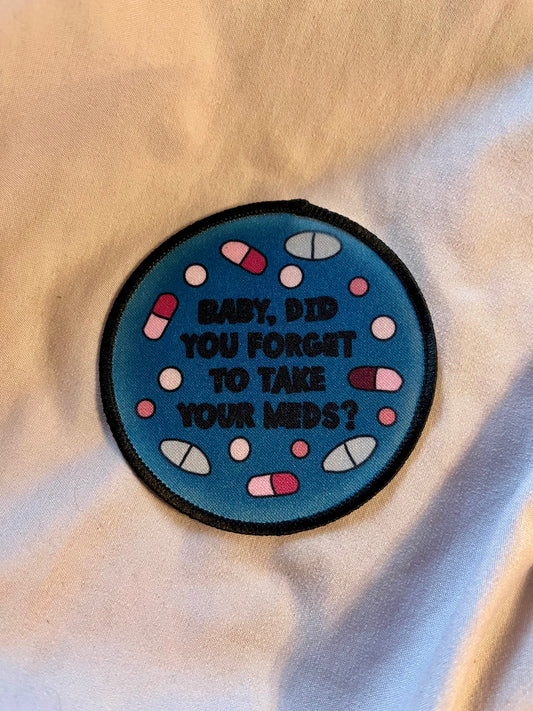 BABY, DID
YOU FORGET
TO TAKE
YOUR MEDS?